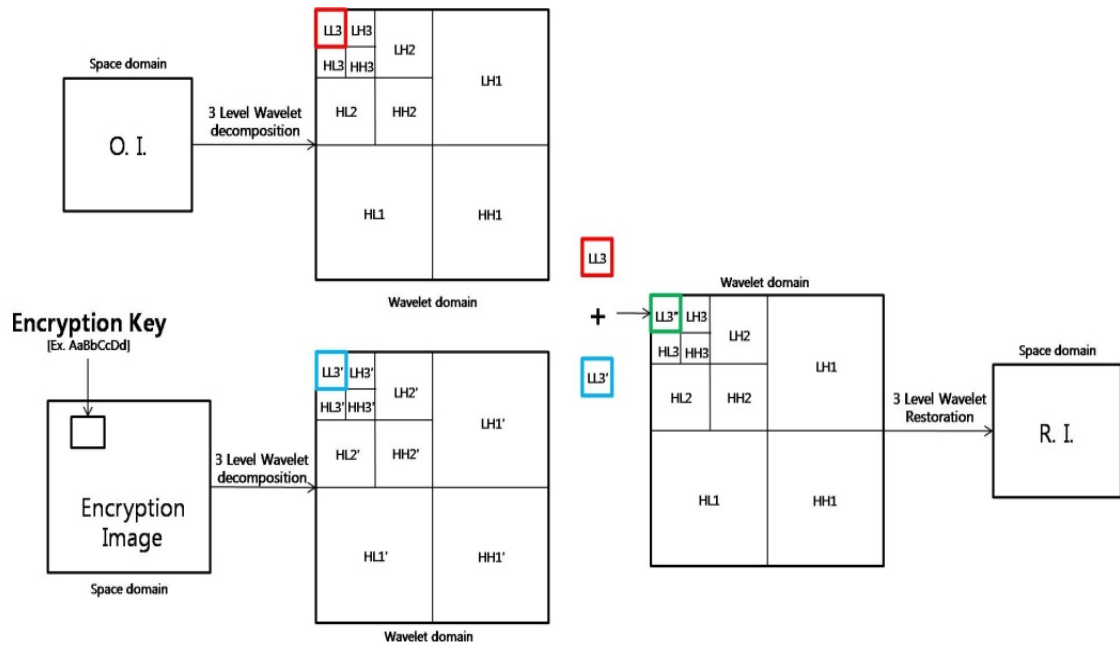 Space domain
O. I.
3 Level Wavelet
decomposition
LL3 LH3
HL3 HH3
LH2
HL2
HH2
LH1
HL1
HH1
Wavelet domain
Encryption Key
[Ex. AaBbCcDd]
Encryption
Image
Space domain
3 Level Wavelet
decomposition
LL3' LH3'
HL3' HH3'
LH2'
HL2'
HH2'
LH1'
HL1'
HH1'
Wavelet domain
LL3
+
LL3'
Wavelet domain
LL3" LH3
HL3 HH3
LH2
HL2
HH2
LH1
HL1
HH1
3 Level Wavelet
Restoration
Space domain
R. I.